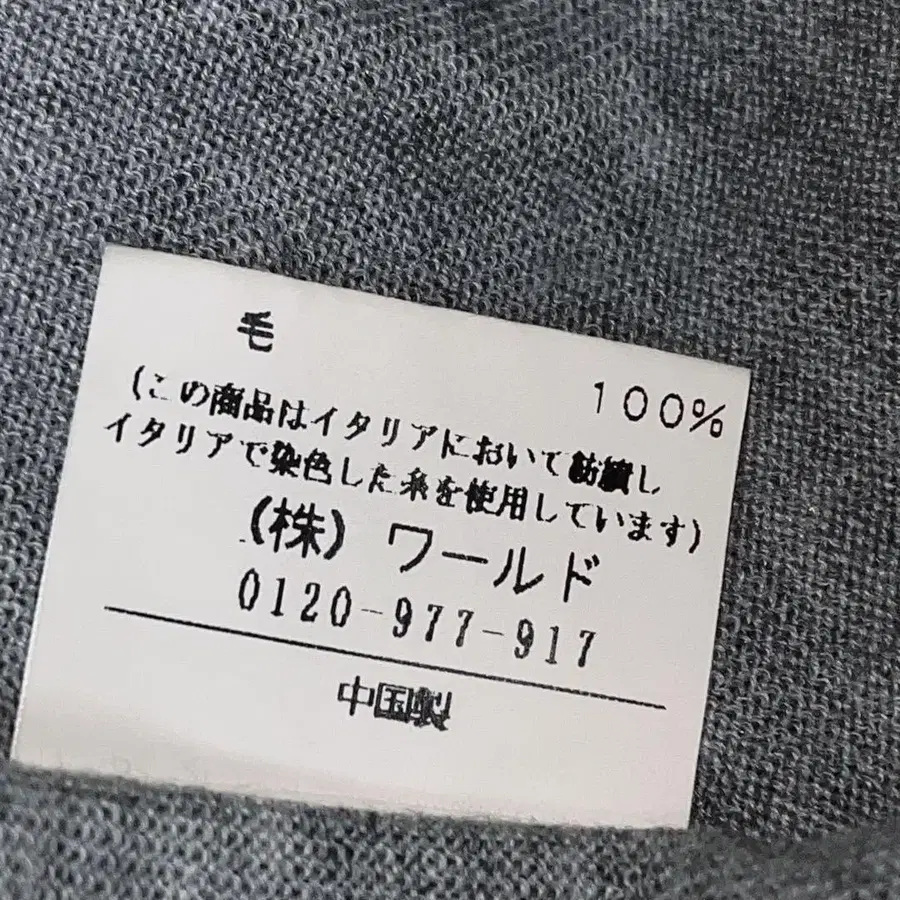 毛 100%
(この商品はイタリアにおいて紡績し
イタリアで染色した糸を使用しています)
(株) ワールド
0120-977-917
中国製